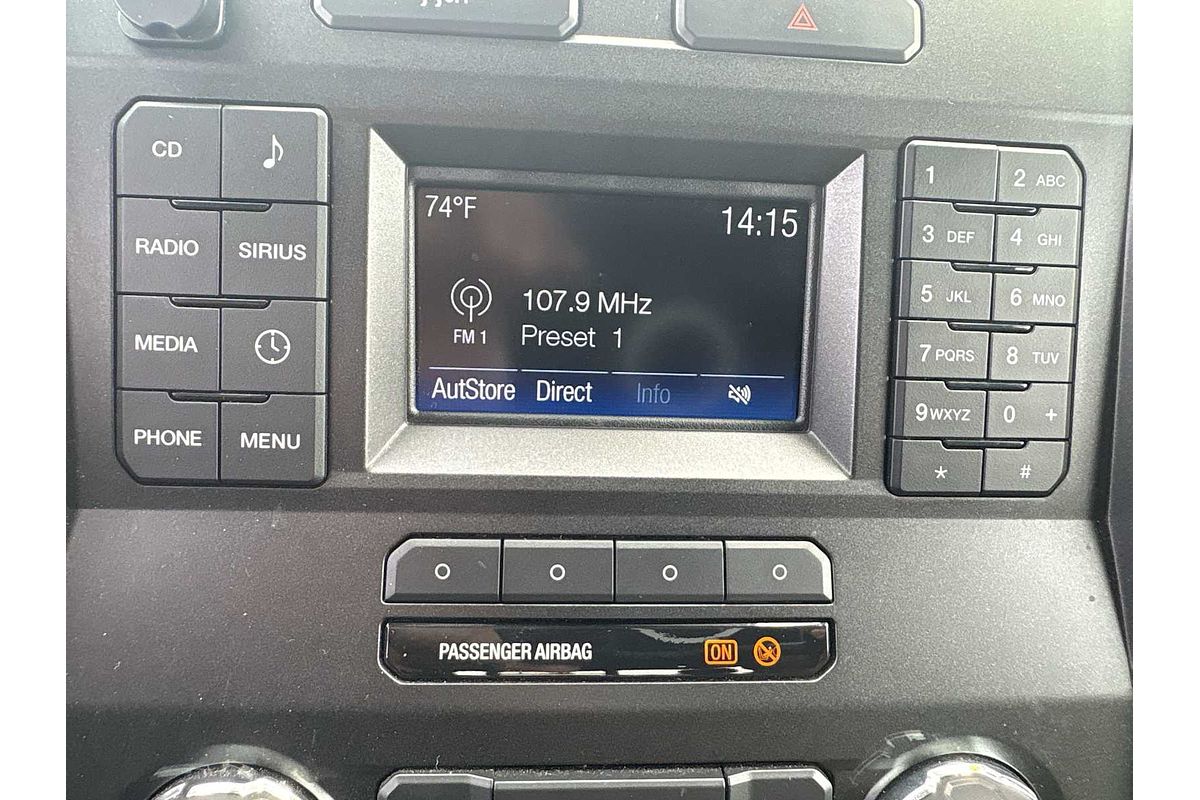 CD
RADIO
SIRIUS
MEDIA
PHONE
MENU
74°F
14:15
107.9 MHz
FM 1
Preset 1
AutStore Direct Info
1
2 ABC
3 DEF
4 GHI
5 JKL
6 MNO
7 PQRS
8 TUV
9 WXYZ
0 +
*
#
PASSENGER AIRBAG ON